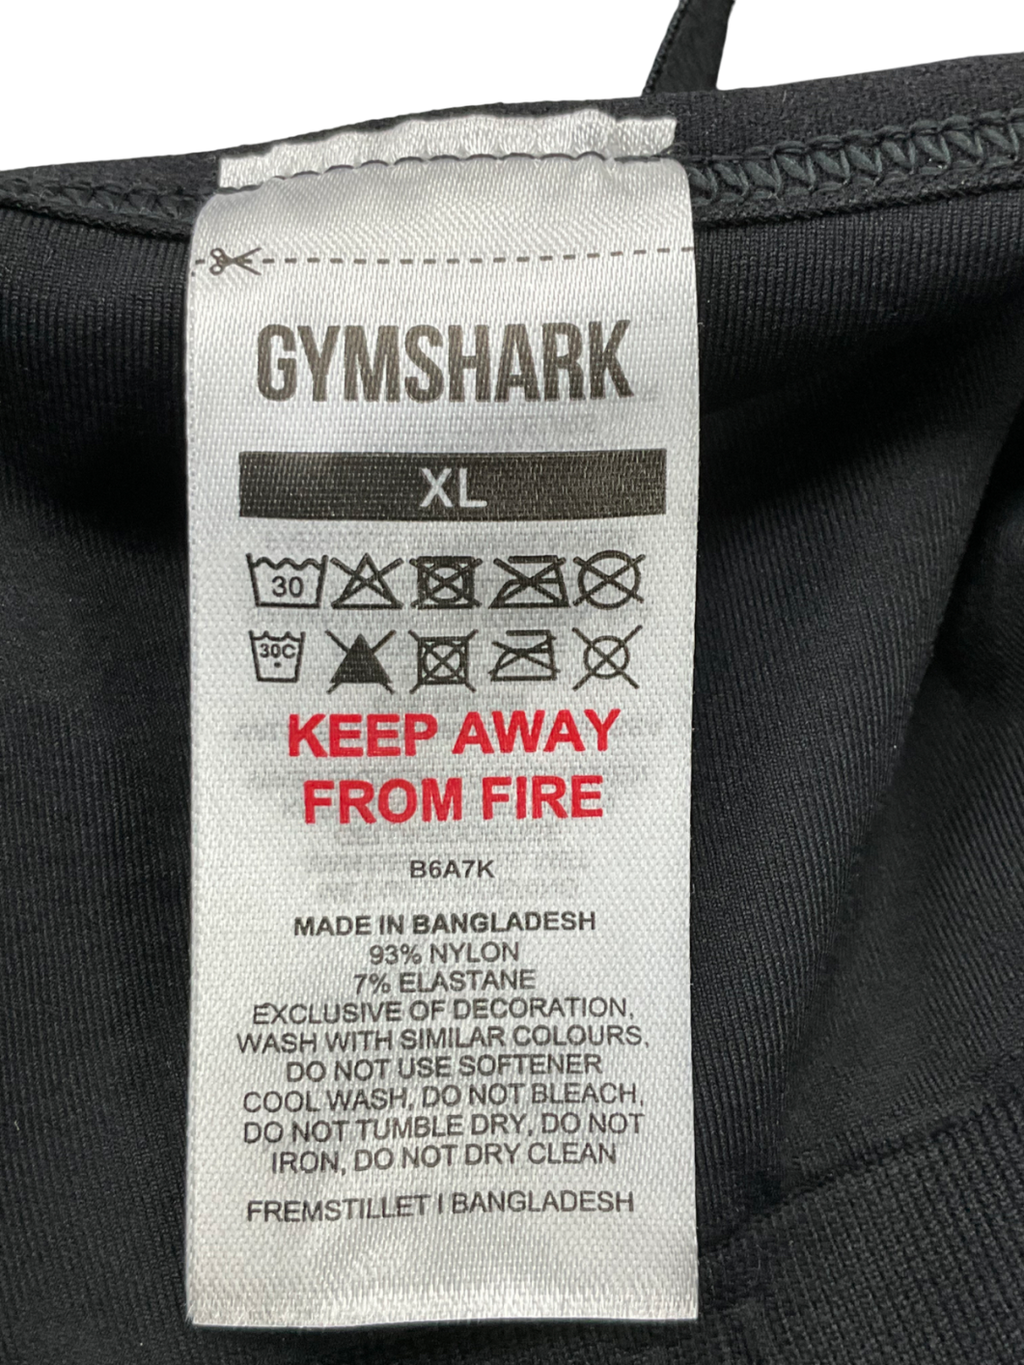 GYMSHARK
XL
30
30C
KEEP AWAY
FROM FIRE
B6A7K
MADE IN BANGLADESH
93% NYLON
7% ELASTANE
EXCLUSIVE OF DECORATION,
WASH WITH SIMILAR COLOURS,
DO NOT USE SOFTENER
COOL WASH, DO NOT BLEACH,
DO NOT TUMBLE DRY, DO NOT
IRON, DO NOT DRY CLEAN
FREMSTILLET I BANGLADESH